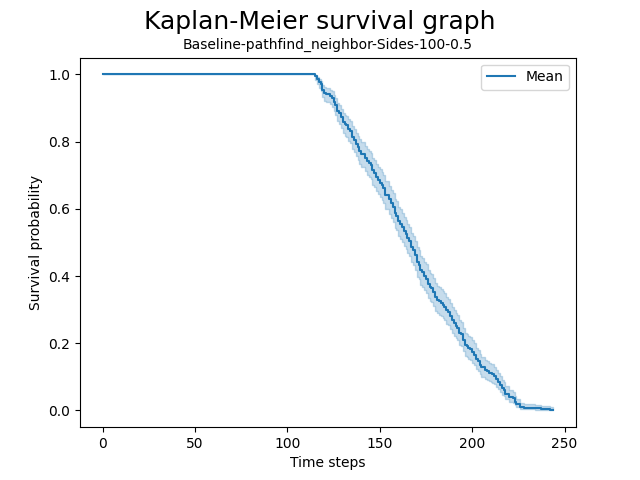 Kaplan-Meier survival graph
Baseline-pathfind_neighbor-Sides-100-0.5
Mean
1.0
0.8
0.6
0.4
0.2
0.0
Survival probability
0 50 100 150 200 250
Time steps